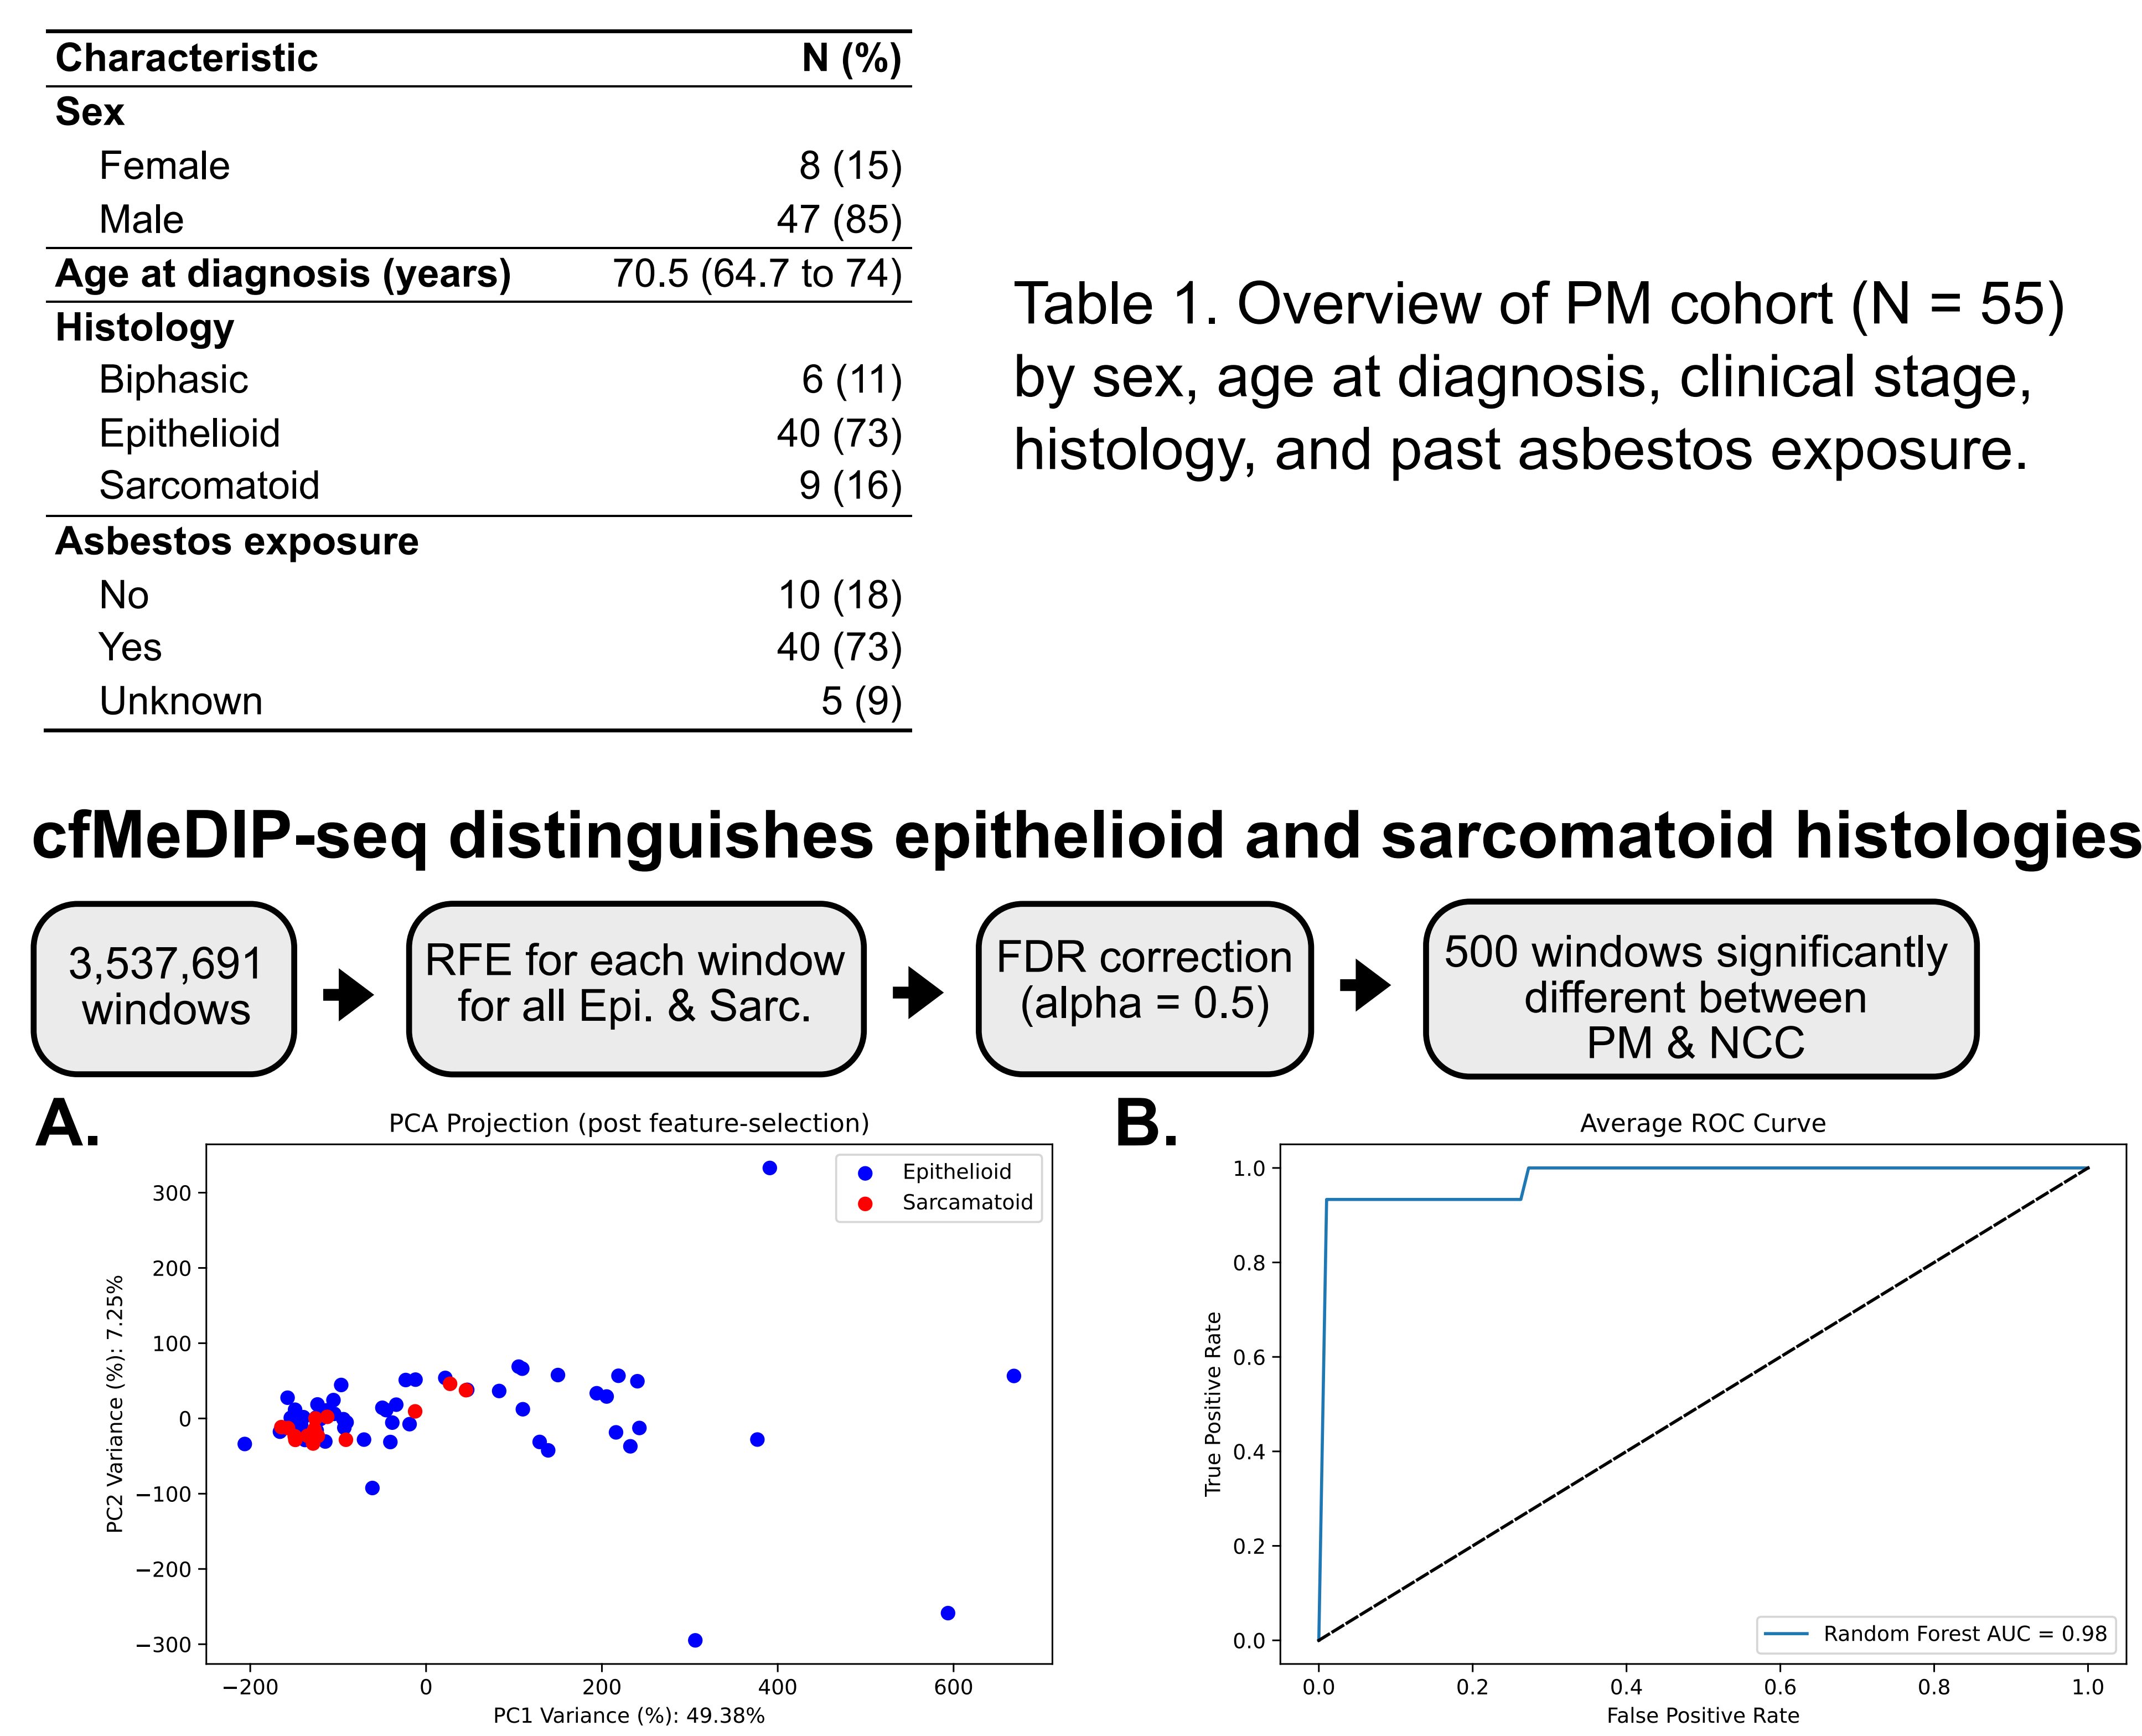 Characteristic N (%)
Sex
Female 8 (15)
Male 47 (85)
Age at diagnosis (years) 70.5 (64.7 to 74)
Histology
Biphasic 6 (11)
Epithelioid 40 (73)
Sarcomatoid 9 (16)
Asbestos exposure
No 10 (18)
Yes 40 (73)
Unknown 5 (9)
Table 1. Overview of PM cohort (N = 55)
by sex, age at diagnosis, clinical stage,
histology, and past asbestos exposure.
cfMeDIP-seq distinguishes epithelioid and sarcomatoid histologies
3,537,691
windows
RFE for each window
for all Epi. & Sarc.
FDR correction
(alpha = 0.5)
500 windows significantly
different between
PM & NCC
A.
PCA Projection (post feature-selection)
Epithelioid
Sarcamatoid
300
200
100
0
−100
−200
−300
PC2 Variance (%): 7.25%
−200 0 200 400 600
PC1 Variance (%): 49.38%
B.
Average ROC Curve
1.0
0.8
0.6
0.4
0.2
0.0
True Positive Rate
Random Forest AUC = 0.98
0.0 0.2 0.4 0.6 0.8 1.0
False Positive Rate